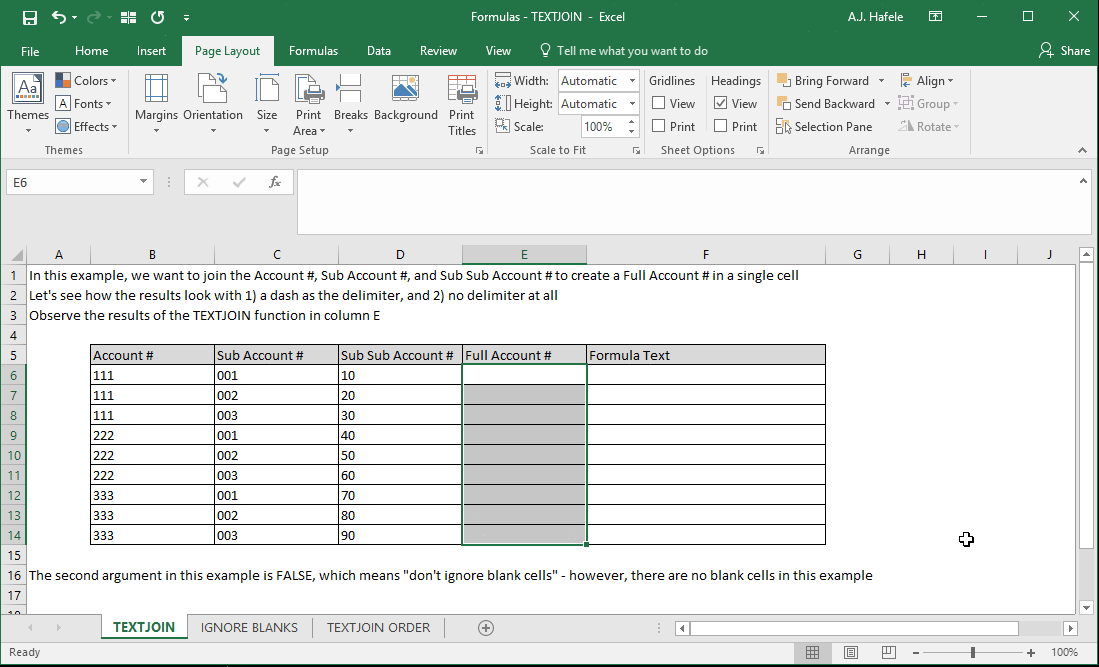 Formulas - TEXTJOIN - Excel
A.J. Hafele
File Home Insert Page Layout Formulas Data Review View Tell me what you want to do Share
Themes
Colors
Fonts
Effects
Themes
Margins Orientation Size Print Area Breaks Background Print Titles
Page Setup
Width: Automatic
Height: Automatic
Scale: 100%
Scale to Fit
Gridlines Headings
View View
Print Print
Sheet Options
Bring Forward Align
Send Backward Group
Selection Pane Rotate
Arrange
E6 fx
A B C D E F G H I J
1 In this example, we want to join the Account #, Sub Account #, and Sub Sub Account # to create a Full Account # in a single cell
2 Let's see how the results look with 1) a dash as the delimiter, and 2) no delimiter at all
3 Observe the results of the TEXTJOIN function in column E
4
5 Account # Sub Account # Sub Sub Account # Full Account # Formula Text
6 111 001 10
7 111 002 20
8 111 003 30
9 222 001 40
10 222 002 50
11 222 003 60
12 333 001 70
13 333 002 80
14 333 003 90
15
16 The second argument in this example is FALSE, which means "don't ignore blank cells" - however, there are no blank cells in this example
17
18
TEXTJOIN IGNORE BLANKS TEXTJOIN ORDER
Ready 100%